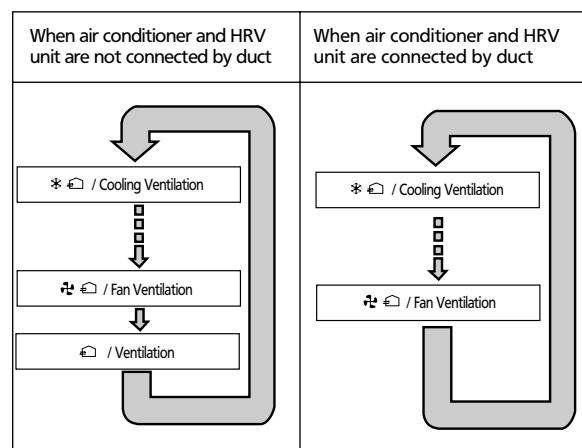 When air conditioner and HRV
unit are not connected by duct
/ Cooling Ventilation
/ Fan Ventilation
/ Ventilation
When air conditioner and HRV
unit are connected by duct
/ Cooling Ventilation
/ Fan Ventilation